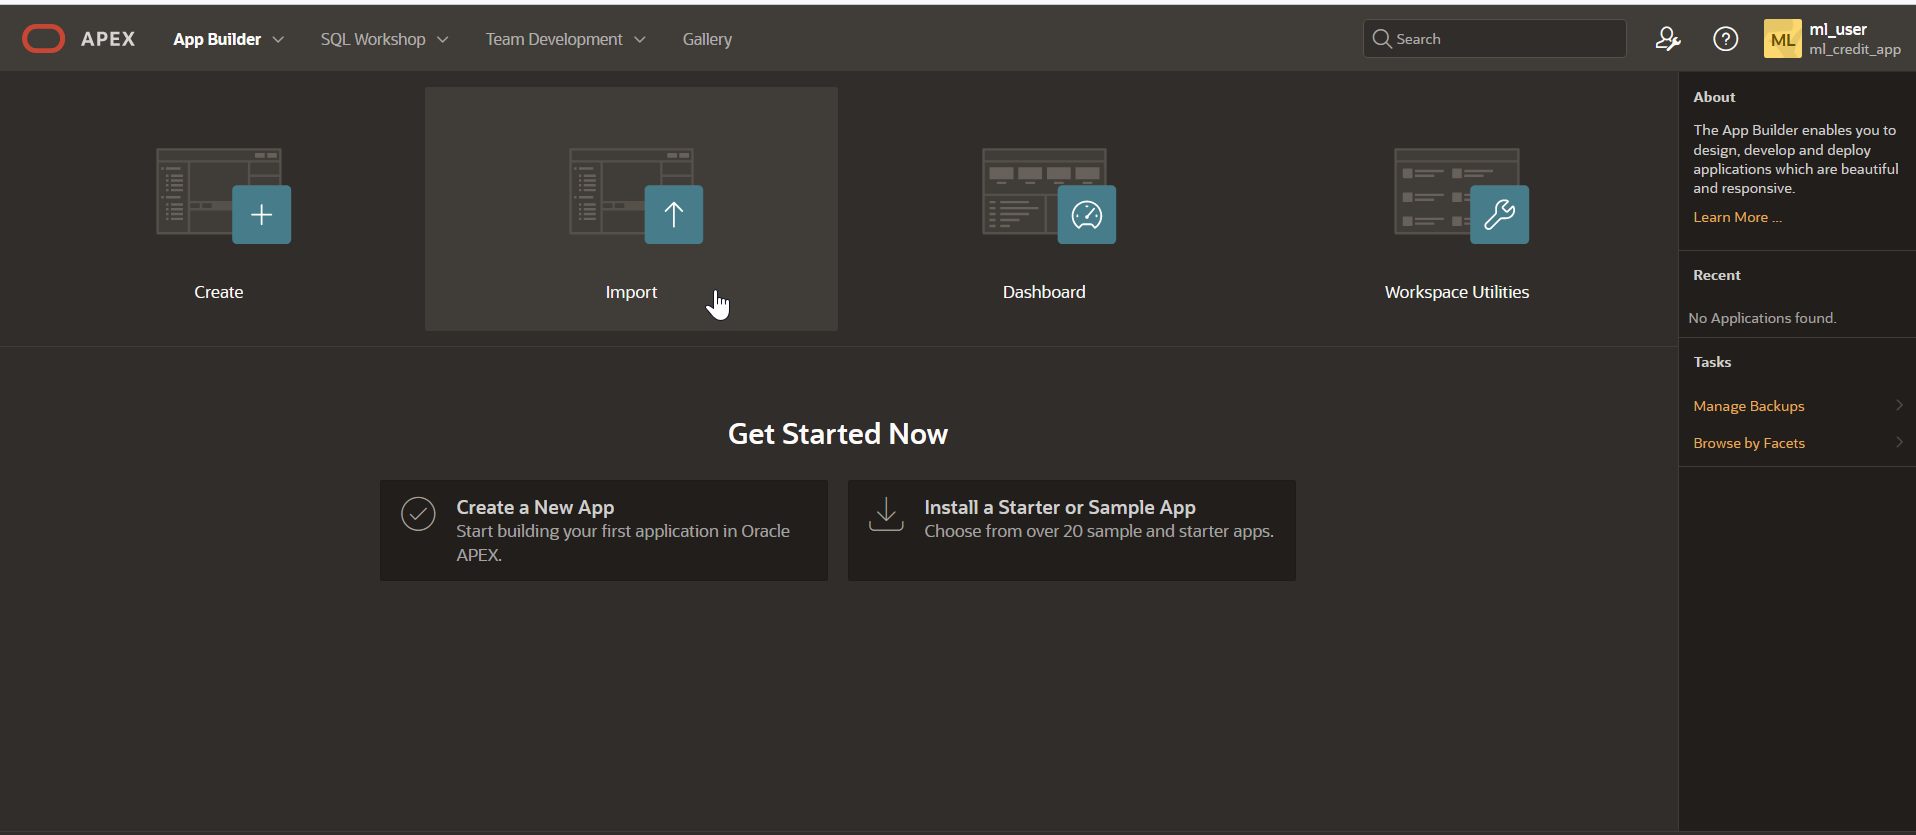 APEX
App Builder
SQL Workshop
Team Development
Gallery
Search
ML
ml_user
ml_credit_app
Create
Import
Dashboard
Workspace Utilities
Get Started Now
Create a New App
Start building your first application in Oracle
APEX.
Install a Starter or Sample App
Choose from over 20 sample and starter apps.
About
The App Builder enables you to
design, develop and deploy
applications which are beautiful
and responsive.
Learn More ...
Recent
No Applications found.
Tasks
Manage Backups
Browse by Facets